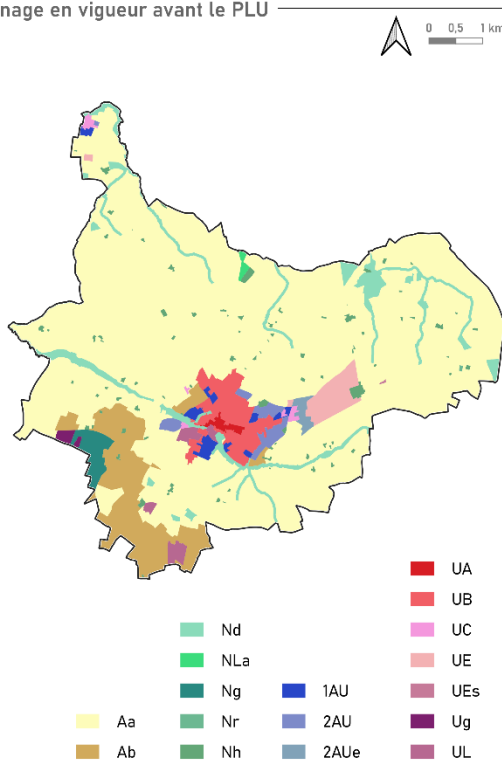 nage en vigueur avant le PLU
0 0,5 1 km
UA
UB
Nd UC
NLa UE
Ng 1AU UEs
Nr 2AU Ug
Aa
Ab Nh 2AUe UL